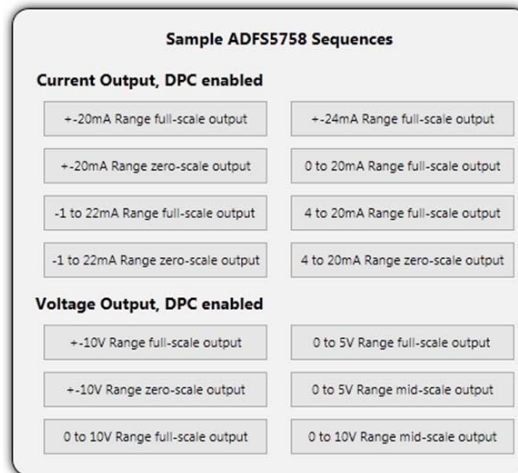 Sample ADFS5758 Sequences
Current Output, DPC enabled
+-20mA Range full-scale output
+-24mA Range full-scale output
+-20mA Range zero-scale output
0 to 20mA Range full-scale output
-1 to 22mA Range full-scale output
4 to 20mA Range full-scale output
-1 to 22mA Range zero-scale output
4 to 20mA Range zero-scale output
Voltage Output, DPC enabled
+-10V Range full-scale output
0 to 5V Range full-scale output
+-10V Range zero-scale output
0 to 5V Range mid-scale output
0 to 10V Range full-scale output
0 to 10V Range mid-scale output